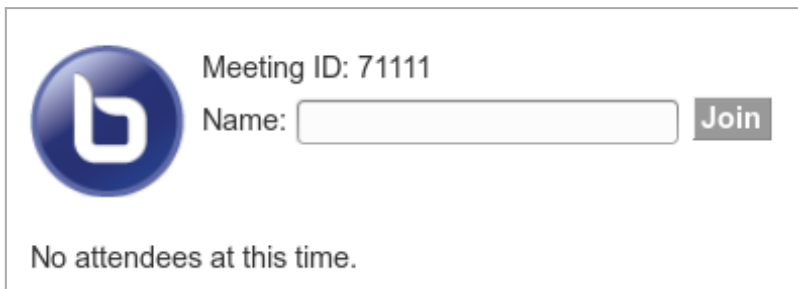 Meeting ID: 71111
Name: Join
No attendees at this time.